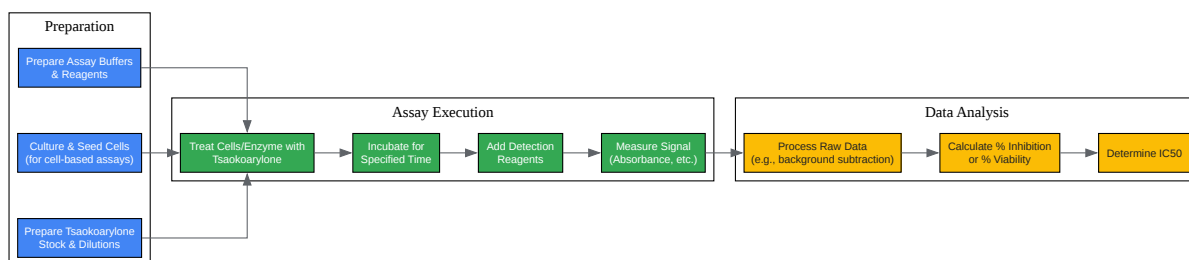 Preparation
Prepare Assay Buffers
& Reagents
Culture & Seed Cells
(for cell-based assays)
Prepare Tsaokoarylone
Stock & Dilutions
Assay Execution
Treat Cells/Enzyme with
Tsaokoarylone
Incubate for
Specified Time
Add Detection
Reagents
Measure Signal
(Absorbance, etc.)
Data Analysis
Process Raw Data
(e.g., background subtraction)
Calculate % Inhibition
or % Viability
Determine IC50